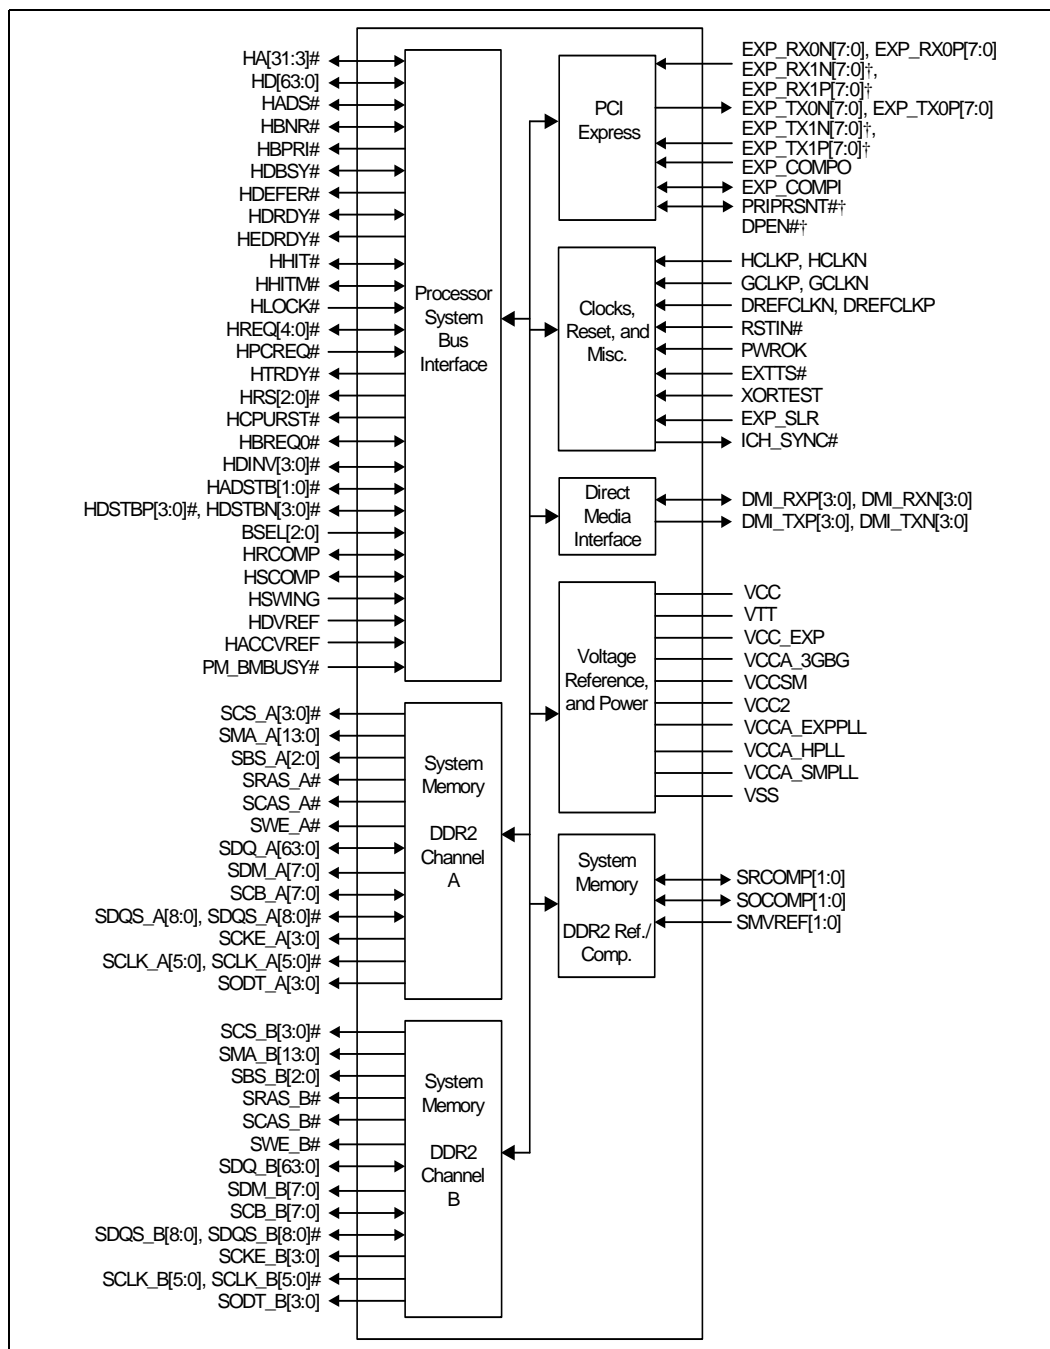 HA[31:3]#
HD[63:0]
HADS#
HBNR#
HBPRI#
HDBSY#
HDEFER#
HDRDY#
HEDRDY#
HHIT#
HHITM#
HLOCK#
HREQ[4:0]#
HPCREQ#
HTRDY#
HRS[2:0]#
HCPURST#
HBREQ0#
HDINV[3:0]#
HADSTB[1:0]#
HDSTBP[3:0]#, HDSTBN[3:0]#
BSEL[2:0]
HRCOMP
HSCOMP
HSWING
HDVREF
HACCVREF
PM_BMBUSY#
Processor
System
Bus
Interface
SCS_A[3:0]#
SMA_A[13:0]
SBS_A[2:0]
SRAS_A#
SCAS_A#
SWE_A#
SDQ_A[63:0]
SDM_A[7:0]
SCB_A[7:0]
SDQS_A[8:0], SDQS_A[8:0]#
SCKE_A[3:0]
SCLK_A[5:0], SCLK_A[5:0]#
SODT_A[3:0]
System
Memory
DDR2
Channel
A
SCS_B[3:0]#
SMA_B[13:0]
SBS_B[2:0]
SRAS_B#
SCAS_B#
SWE_B#
SDQ_B[63:0]
SDM_B[7:0]
SCB_B[7:0]
SDQS_B[8:0], SDQS_B[8:0]#
SCKE_B[3:0]
SCLK_B[5:0], SCLK_B[5:0]#
SODT_B[3:0]
System
Memory
DDR2
Channel
B
PCI
Express
EXP_RX0N[7:0], EXP_RX0P[7:0]
EXP_RX1N[7:0]†,
EXP_RX1P[7:0]†
EXP_TX0N[7:0], EXP_TX0P[7:0]
EXP_TX1N[7:0]†,
EXP_TX1P[7:0]†
EXP_COMPO
EXP_COMPI
PRIPRSNT#†
DPEN#†
Clocks,
Reset, and
Misc.
HCLKP, HCLKN
GCLKP, GCLKN
DREFCLKN, DREFCLKP
RSTIN#
PWROK
EXTTS#
XORTEST
EXP_SLR
ICH_SYNC#
Direct
Media
Interface
DMI_RXP[3:0], DMI_RXN[3:0]
DMI_TXP[3:0], DMI_TXN[3:0]
Voltage
Reference,
and Power
VCC
VTT
VCC_EXP
VCCA_3GBG
VCCSM
VCC2
VCCA_EXPPLL
VCCA_HPLL
VCCA_SMPLL
VSS
System
Memory
DDR2 Ref./
Comp.
SRCOMP[1:0]
SOCOMP[1:0]
SMVREF[1:0]